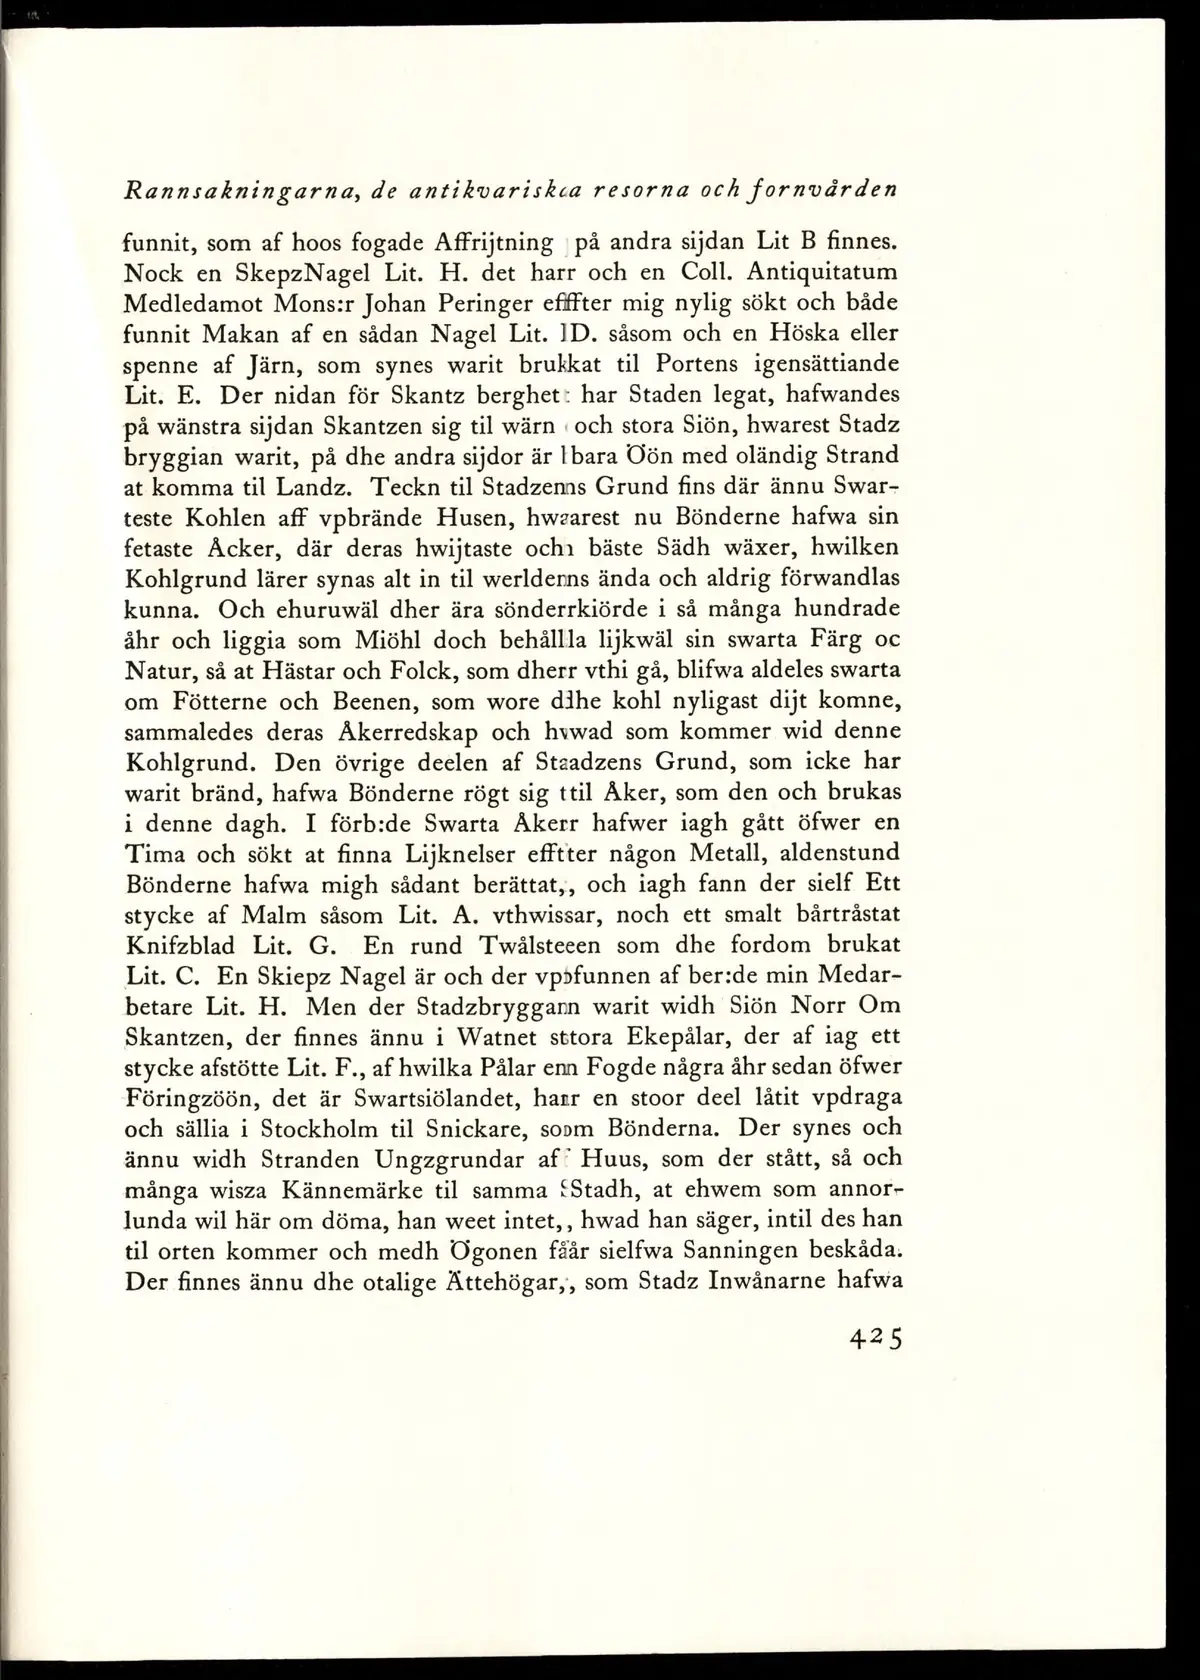 Rannsakningarna, de antikvariska resorna och fornvården
funnit, som af hoos fogade Affrijtning på andra sijdan Lit B finnes.
Nock en SkepzNagel Lit. H. det harr och en Coll. Antiquitatum
Medledamot Mons:r Johan Peringer effter mig nylig sökt och både
funnit Makan af en sådan Nagel Lit. D. såsom och en Höska eller
spenne af Järn, som synes warit brukat til Portens igensättiande
Lit. E. Der nidan för Skantz berghet har Staden legat, hafwandes
på wänstra sijdan Skantzen sig til wärn och stora Siön, hwarest Stadz
bryggian warit, på dhe andra sijdor är bara Öön med oländig Strand
at komma til Landz. Teckn til Stadzenns Grund fins där ännu Swar-
teste Kohlen aff vpbrände Husen, hwarest nu Bönderne hafwa sin
fetaste Åcker, där deras hwijtaste och bäste Sädh wäxer, hwilken
Kohlgrund lärer synas alt in til werldenns ända och aldrig förwandlas
kunna. Och ehuruwäl dher ära sönderrkiörde i så många hundrade
åhr och liggia som Miöhl doch behålla lijkwäl sin swarta Färg oc
Natur, så at Hästar och Folck, som dherr vthi gå, blifwa aldeles swarta
om Fötterne och Beenen, som wore dhe kohl nyligast dijt komne,
sammaledes deras Åkerredskap och hwad som kommer wid denne
Kohlgrund. Den övrige deelen af Staadzens Grund, som icke har
warit bränd, hafwa Bönderne rögt sig til Åker, som den och brukas
i denne dagh. I förb:de Swarta Åkerr hafwer iagh gått öfwer en
Tima och sökt at finna Lijknelser effter någon Metall, aldenstund
Bönderne hafwa migh sådant berättat, och iagh fann der sielf Ett
stycke af Malm såsom Lit. A. vthwissar, noch ett smalt bårtråstat
Knifzblad Lit. G. En rund Twålsteeen som dhe fordom brukat
Lit. C. En Skiepz Nagel är och der vpfunnen af ber:de min Medar-
betare Lit. H. Men der Stadzbryggann warit widh Siön Norr Om
Skantzen, der finnes ännu i Watnet stora Ekepålar, der af iag ett
stycke afstötte Lit. F., af hwilka Pålar enn Fogde några åhr sedan öfwer
Föringzöön, det är Swartsiölandet, harr en stoor deel låtit vpdraga
och sällia i Stockholm til Snickare, som Bönderna. Der synes och
ännu widh Stranden Ungzgrundar af Huus, som der stått, så och
många wisza Kännemärke til samma Stadh, at ehwem som annor-
lunda wil här om döma, han weet intet, hwad han säger, intil des han
til orten kommer och medh Ögonen får sielfwa Sanningen beskåda.
Der finnes ännu dhe otalige Ättehögar, som Stadz Inwånarne hafwa
425